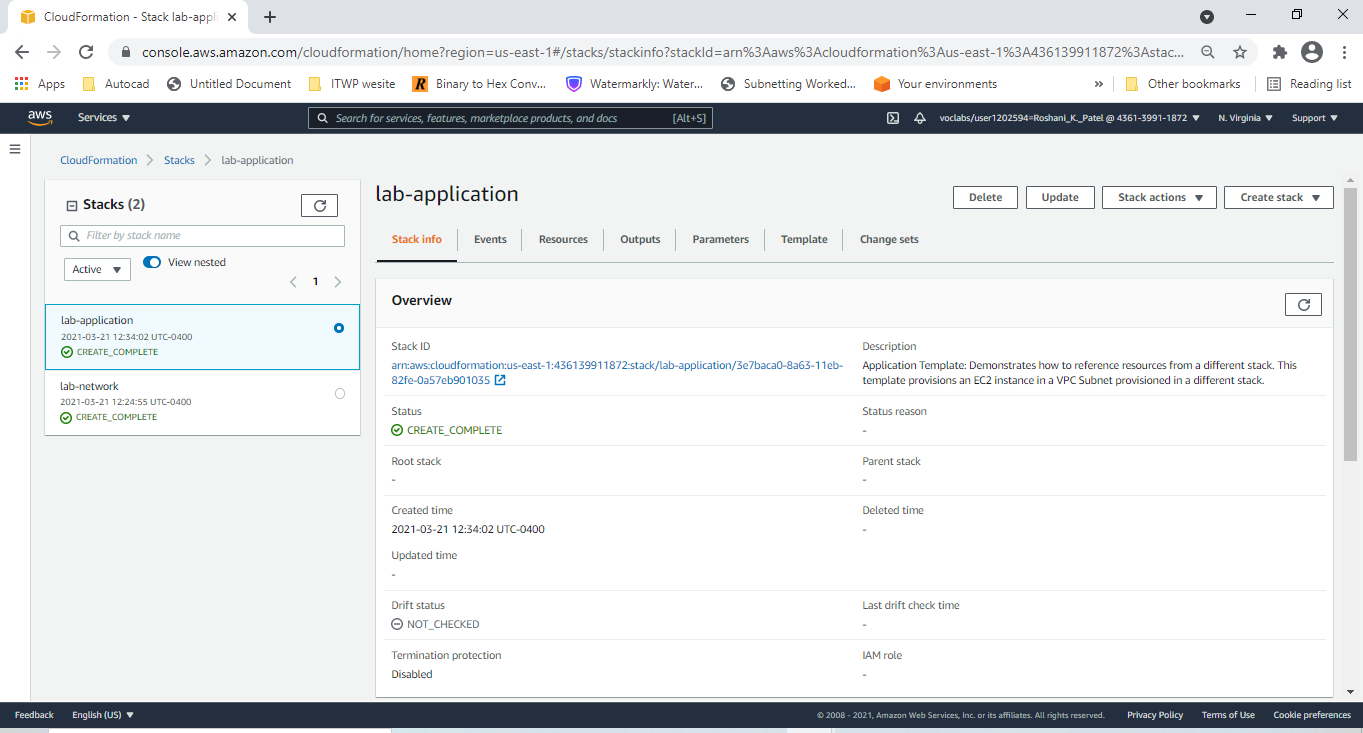 CloudFormation - Stack lab-appli
console.aws.amazon.com/cloudformation/home?region=us-east-1#/stacks/stackinfo?stackId=arn%3Aaws%3Acloudformation%3Aus-east-1%3A436139911872%3Astac...
Apps Autocad Untitled Document ITWP wesite R Binary to Hex Conv... Watermarkly: Water... Subnetting Worked... Your environments » Other bookmarks Reading list
aws Services Search for services, features, marketplace products, and docs [Alt+S] voclabs/user1202594=Roshani_K._Patel @ 4361-3991-1872 N. Virginia Support
CloudFormation Stacks lab-application
Stacks (2)
Filter by stack name
Active View nested
1
lab-application
2021-03-21 12:34:02 UTC-0400
CREATE_COMPLETE
lab-network
2021-03-21 12:24:55 UTC-0400
CREATE_COMPLETE
lab-application
Delete Update Stack actions Create stack
Stack info Events Resources Outputs Parameters Template Change sets
Overview
Stack ID
arn:aws:cloudformation:us-east-1:436139911872:stack/lab-application/3e7baca0-8a63-11eb-
82fe-0a57eb901035
Description
Application Template: Demonstrates how to reference resources from a different stack. This
template provisions an EC2 instance in a VPC Subnet provisioned in a different stack.
Status
CREATE_COMPLETE
Status reason
-
Root stack
-
Parent stack
-
Created time
2021-03-21 12:34:02 UTC-0400
Deleted time
-
Updated time
-
Drift status
NOT_CHECKED
Last drift check time
-
Termination protection
Disabled
IAM role
-
Feedback English (US) © 2008 - 2021, Amazon Web Services, Inc. or its affiliates. All rights reserved. Privacy Policy Terms of Use Cookie preferences